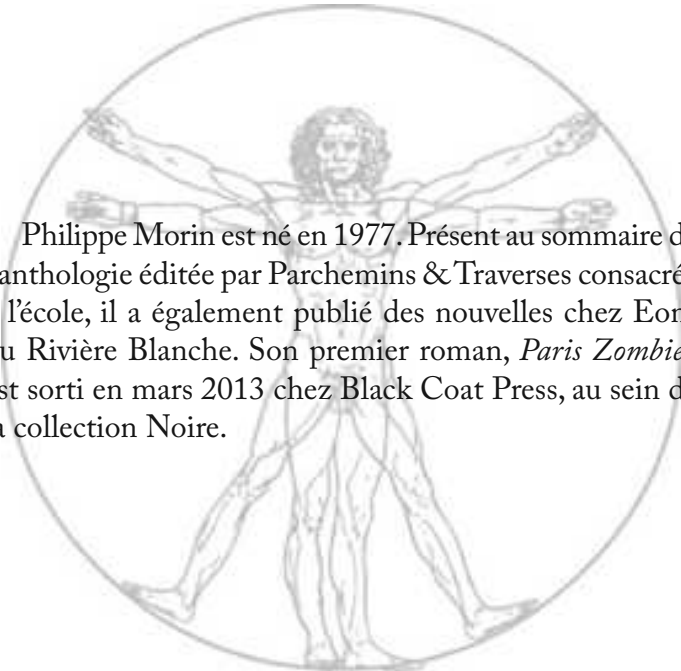 Philippe Morin est né en 1977. Présent au sommaire d
anthologie éditée par Parchemins & Traverses consacré
l’école, il a également publié des nouvelles chez Eon
u Rivière Blanche. Son premier roman, Paris Zombie
st sorti en mars 2013 chez Black Coat Press, au sein d
a collection Noire.